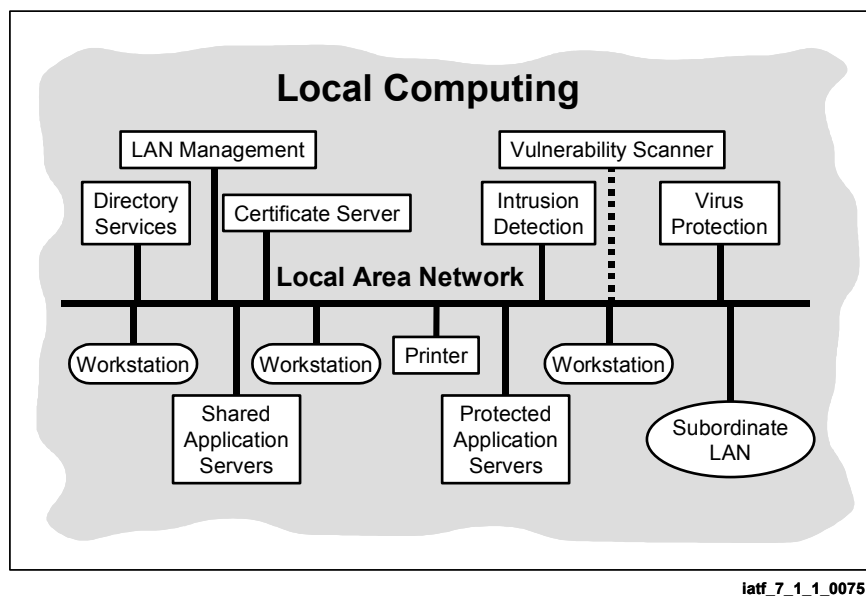 Local Computing
LAN Management
Vulnerability Scanner
Directory
Services
Certificate Server
Intrusion
Detection
Virus
Protection
Local Area Network
Workstation
Workstation
Printer
Workstation
Shared
Application
Servers
Protected
Application
Servers
Subordinate
LAN
iatf_7_1_1_0075